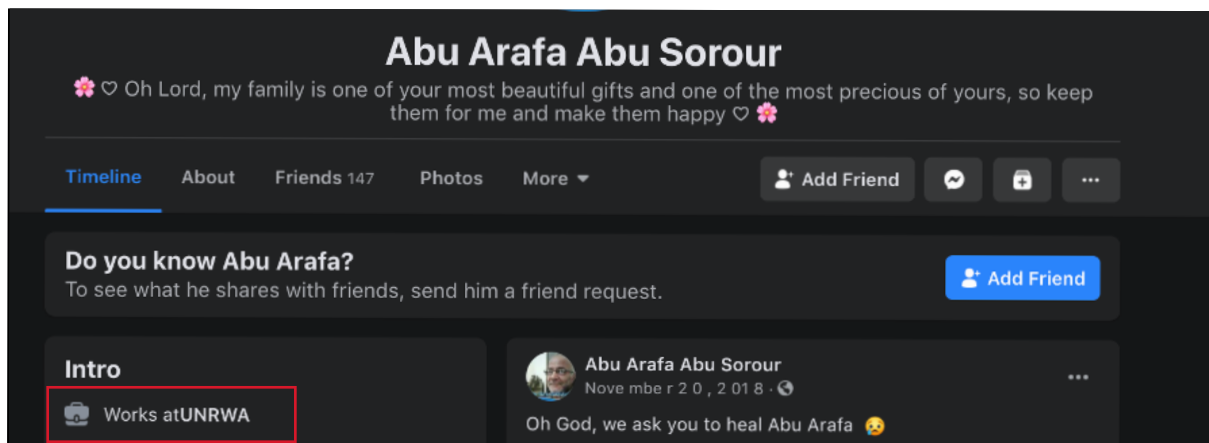 Abu Arafa Abu Sorour
🌸 ♡ Oh Lord, my family is one of your most beautiful gifts and one of the most precious of yours, so keep
them for me and make them happy ♡ 🌸
Timeline About Friends 147 Photos More Add Friend
Do you know Abu Arafa?
To see what he shares with friends, send him a friend request.
Add Friend
Intro
Works atUNRWA
Abu Arafa Abu Sorour
Nove mbe r 2 0 , 2 01 8 ·
Oh God, we ask you to heal Abu Arafa 😥